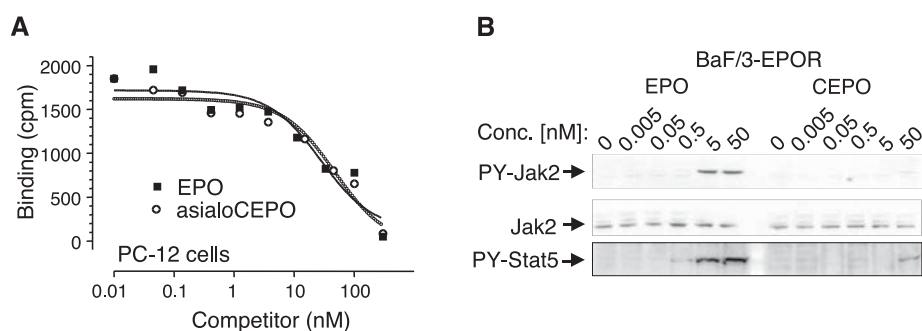 A
Binding (cpm)
2000
1500
1000
500
0
EPO
asialoCEPO
PC-12 cells
0.01 0.1 1 10 100
Competitor (nM)
B
BaF/3-EPOR
EPO CEPO
Conc. [nM]: 0 0.005 0.05 0.5 5 50 0 0.005 0.05 0.5 5 50
PY-Jak2
Jak2
PY-Stat5